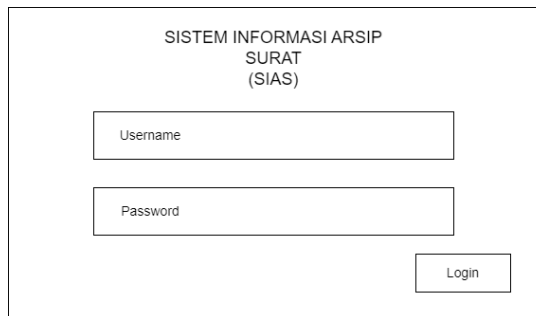 SISTEM INFORMASI ARSIP
SURAT
(SIAS)
Username
Password
Login